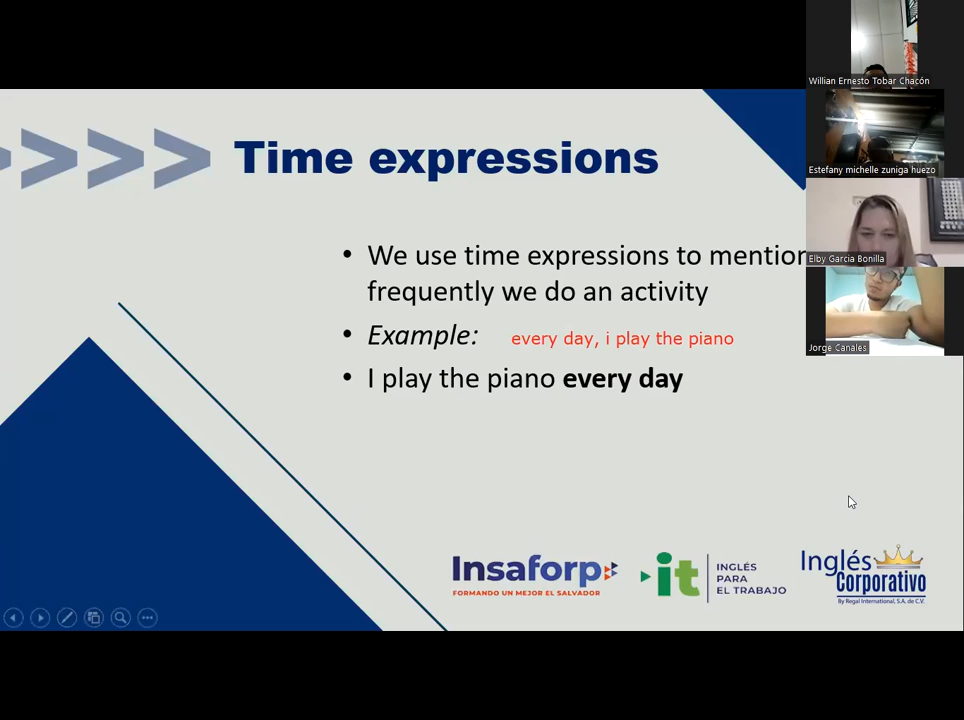 Willian Ernesto Tobar Chacón
Estefany michelle zuniga huezo
Elby Garcia Bonilla
Jorge Canales
Time expressions
• We use time expressions to mention
frequently we do an activity
• Example: every day, i play the piano
• I play the piano every day
Insaforp
FORMANDO UN MEJOR EL SALVADOR
it
INGLÉS
PARA
EL TRABAJO
Inglés
Corporativo
By Regal International, S.A. de C.V.